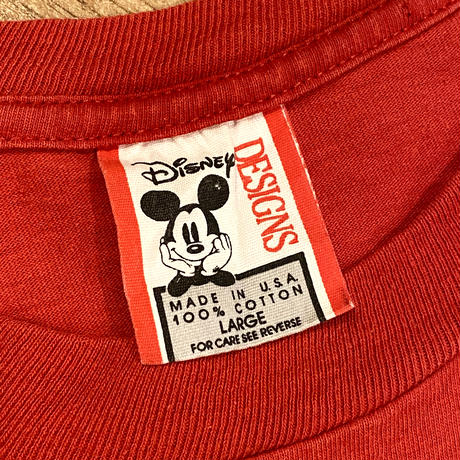 Disney
DESIGNS
MADE IN U.S.A.
100% COTTON
LARGE
FOR CARE SEE REVERSE